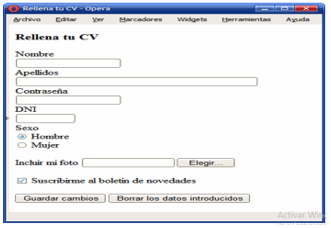 Rellena tu CV - Opera
Archivo Editar Ver Marcadores Widgets Herramientas Ayuda
Rellena tu CV
Nombre
Apellidos
Contraseña
DNI
Sexo
Hombre
Mujer
Incluir mi foto Elegir...
Suscribirme al boletín de novedades
Guardar cambios Borrar los datos introducidos
Activar Win